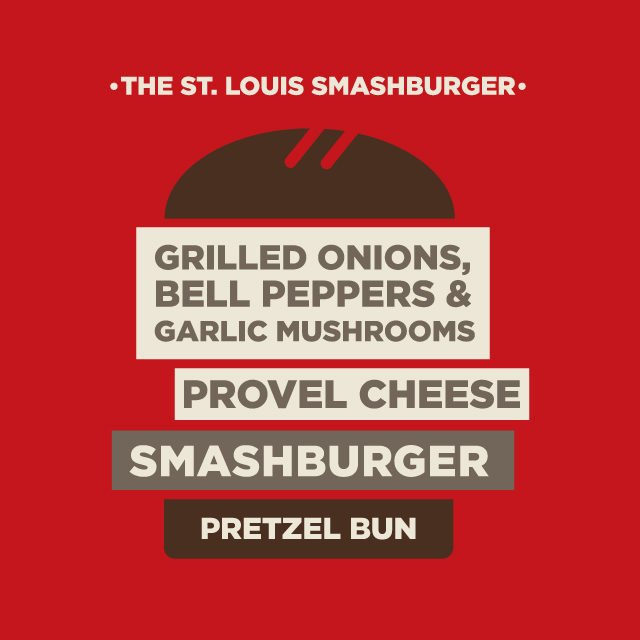 •THE ST. LOUIS SMASHBURGER•
GRILLED ONIONS,
BELL PEPPERS &
GARLIC MUSHROOMS
PROVEL CHEESE
SMASHBURGER
PRETZEL BUN